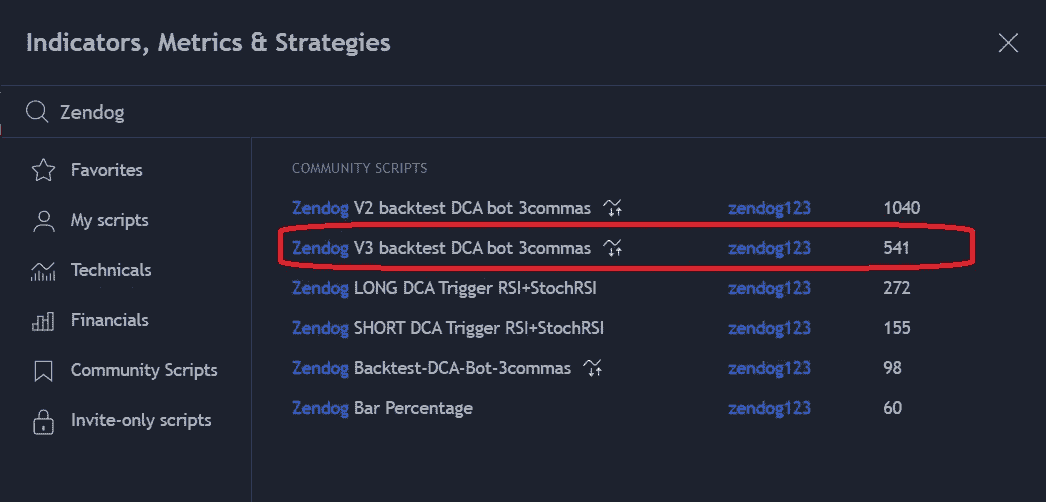 Indicators, Metrics & Strategies
Zendog
Favorites
My scripts
Technicals
Financials
Community Scripts
Invite-only scripts
COMMUNITY SCRIPTS
Zendog V2 backtest DCA bot 3commas zendog123 1040
Zendog V3 backtest DCA bot 3commas zendog123 541
Zendog LONG DCA Trigger RSI+StochRSI zendog123 272
Zendog SHORT DCA Trigger RSI+StochRSI zendog123 155
Zendog Backtest-DCA-Bot-3commas zendog123 98
Zendog Bar Percentage zendog123 60